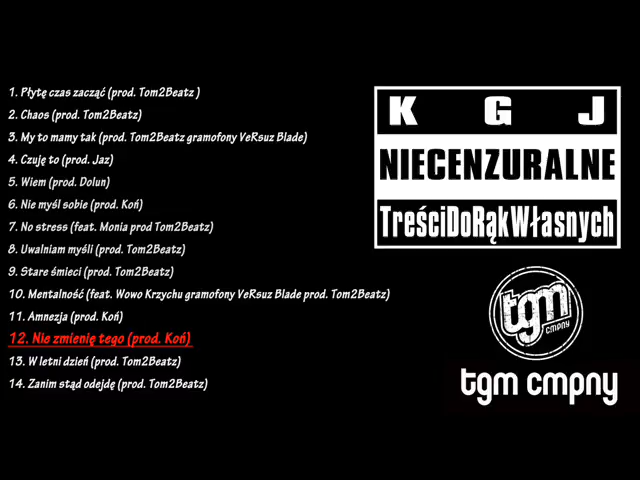 1. Płytę czas zacząć (prod. Tom2Beatz )
2. Chaos (prod. Tom2Beatz)
3. My to mamy tak (prod. Tom2Beatz gramofony VeRsuz Blade)
4. Czuję to (prod. Jaz)
5. Wiem (prod. Dolun)
6. Nie myśl sobie (prod. Koń)
7. No stress (feat. Monia prod Tom2Beatz)
8. Uwalniam myśli (prod. Tom2Beatz)
9. Stare śmieci (prod. Tom2Beatz)
10. Mentalność (feat. Wowo Krzychu gramofony VeRsuz Blade prod. Tom2Beatz)
11. Amnezja (prod. Koń)
12. Nie zmienię tego (prod. Koń)
13. W letni dzień (prod. Tom2Beatz)
14. Zanim stąd odejdę (prod. Tom2Beatz)
K G J
NIECENZURALNE
TreściDoRąkWłasnych
tgm
CMPNY
tgm cmpny